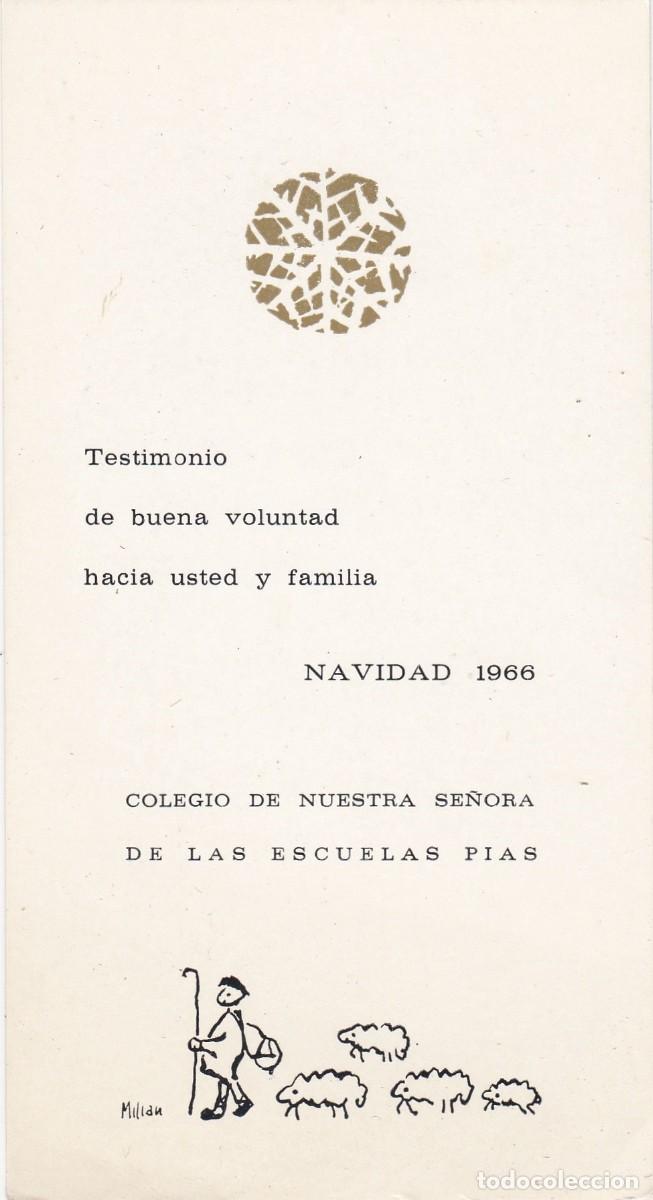 Testimonio
de buena voluntad
hacia usted y familia
NAVIDAD 1966
COLEGIO DE NUESTRA SEÑORA
DE LAS ESCUELAS PIAS
Millan
todocoleccion